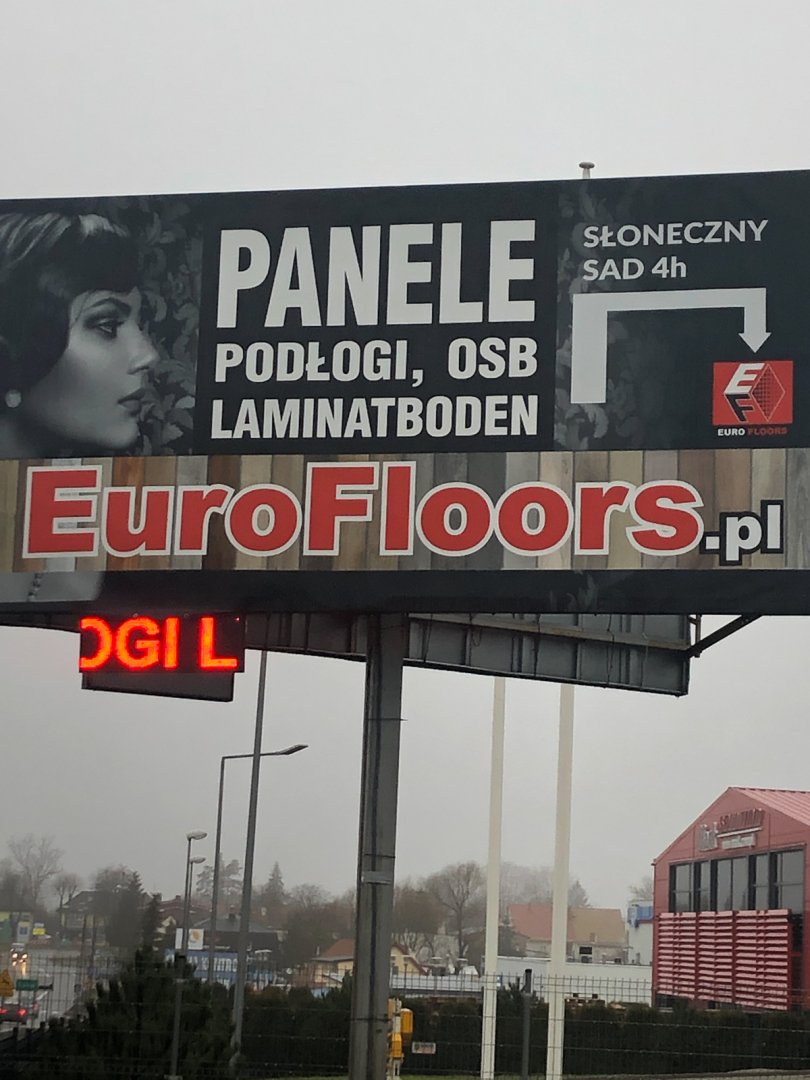 PANELE
PODŁOGI, OSB
LAMINATBODEN
SŁONECZNY
SAD 4h
EF
EURO FLOORS
EuroFloors.pl
OGI L